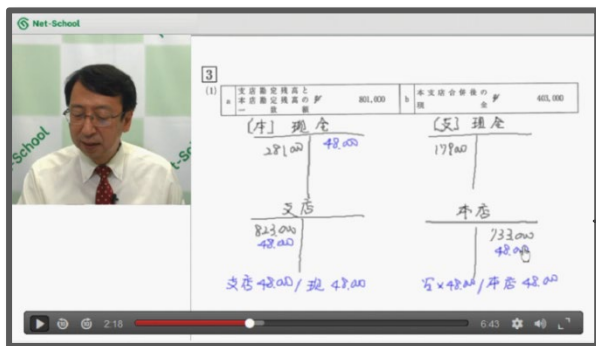 Net-School
3
(1) a 支店勘定残高と本店勘定残高の一致額 ¥ 801,000 b 本支店合併後の現金 ¥ 403,000
〔本〕現金 〔支〕現金
281,000 48,000 179,000
支店 本店
823,000 733,000
48,000 48,000
支店 48,000 / 現 48,000 48,000 / 本店 48,000
2:18 6:43